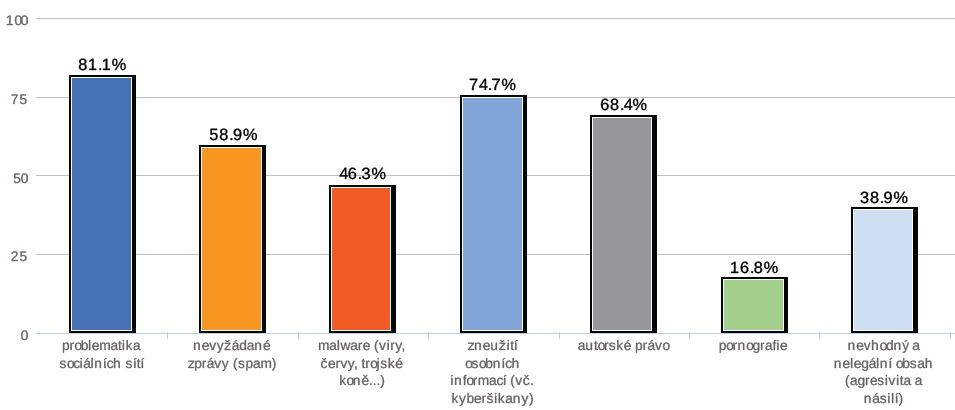 100
75
50
25
0
81.1%
58.9%
46.3%
74.7%
68.4%
16.8%
38.9%
problematika
sociálních sítí
nevyžádané
zprávy (spam)
malware (viry,
červy, trojské
koně...)
zneužití
osobních
informací (vč.
kyberšikany)
autorské právo
pornografie
nevhodný a
nelegální obsah
(agresivita a
násilí)